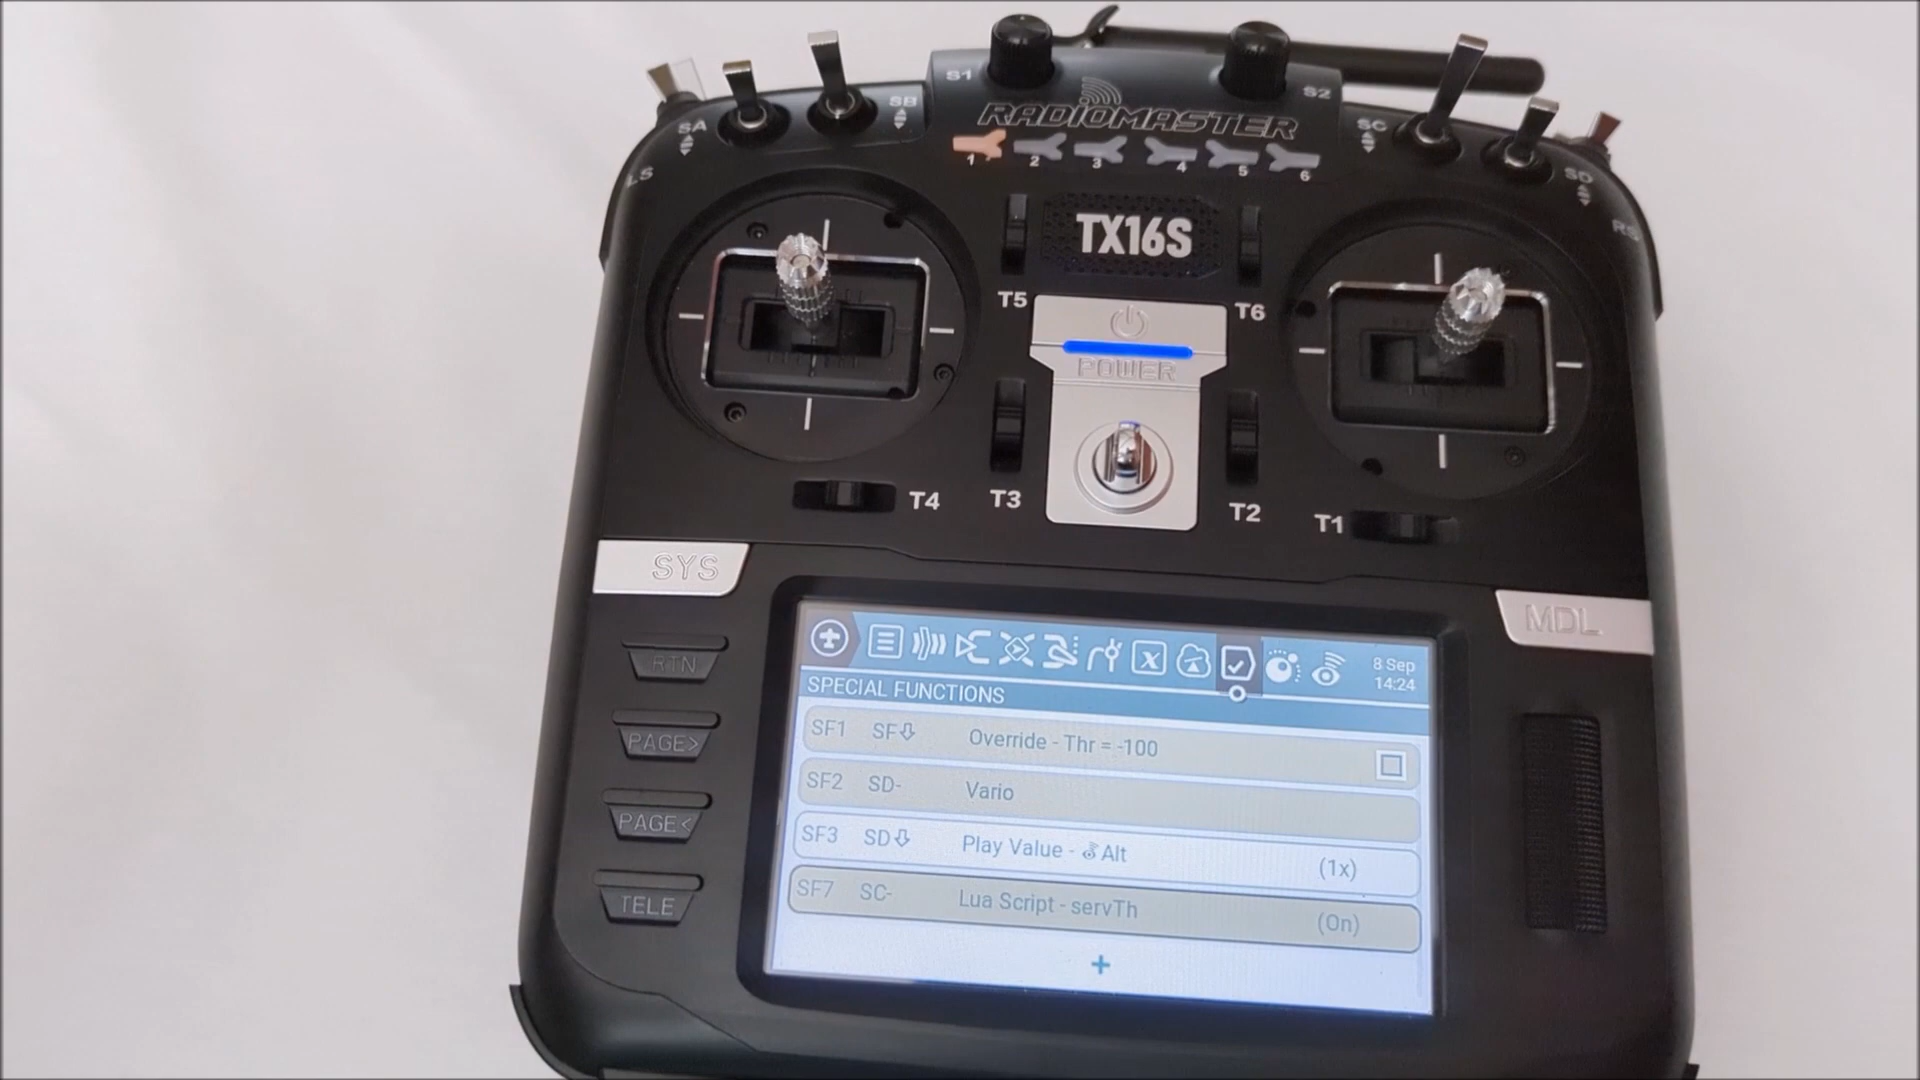 S1
S2
RADIOMASTER
SA
SB
SC
SD
LS
RS
1 2 3 4 5 6
TX16S
T5
T6
POWER
T4
T3
T2
T1
SYS
MDL
RTN
PAGE>
PAGE<
TELE
8 Sep
14:24
SPECIAL FUNCTIONS
SF1 SF⇩ Override - Thr = -100
SF2 SD- Vario
SF3 SD⇩ Play Value - Alt (1x)
SF7 SC- Lua Script - servTh (On)
+